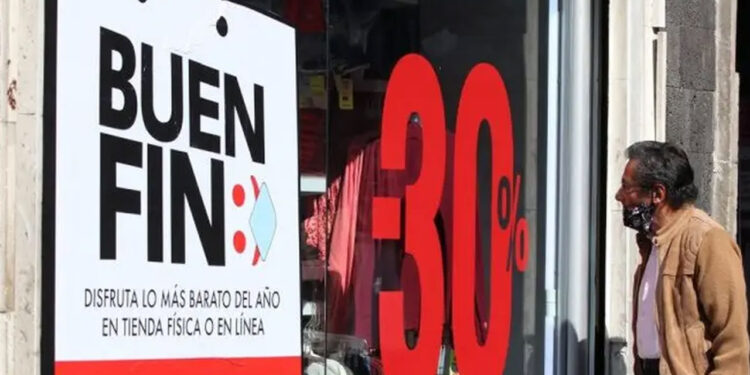 BUEN
FIN
DISFRUTA LO MÁS BARATO DEL AÑO
EN TIENDA FÍSICA O EN LÍNEA
30%